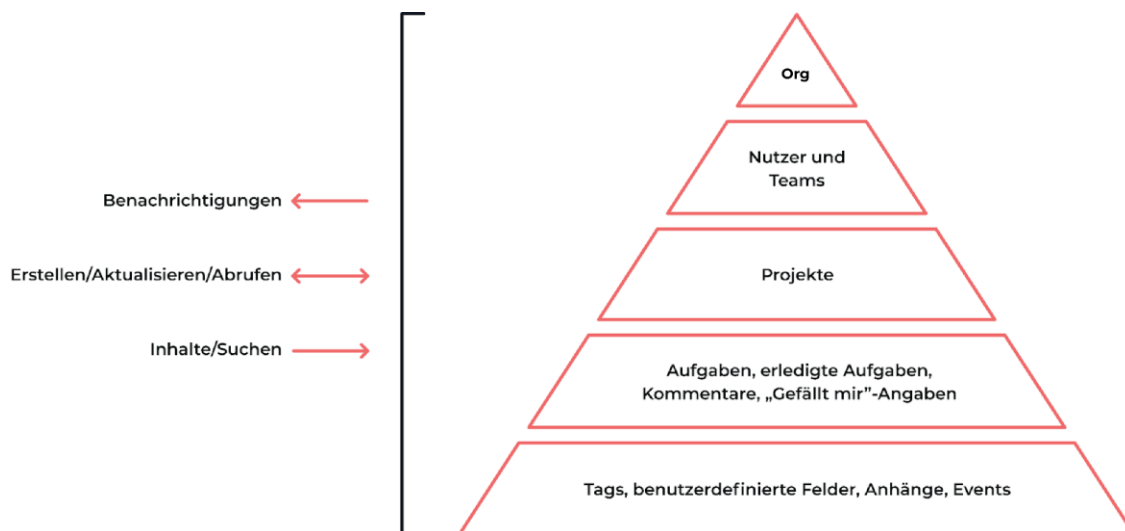 Org
Nutzer und
Teams
Benachrichtigungen
Erstellen/Aktualisieren/Abrufen
Projekte
Inhalte/Suchen
Aufgaben, erledigte Aufgaben,
Kommentare, „Gefällt mir”-Angaben
Tags, benutzerdefinierte Felder, Anhänge, Events